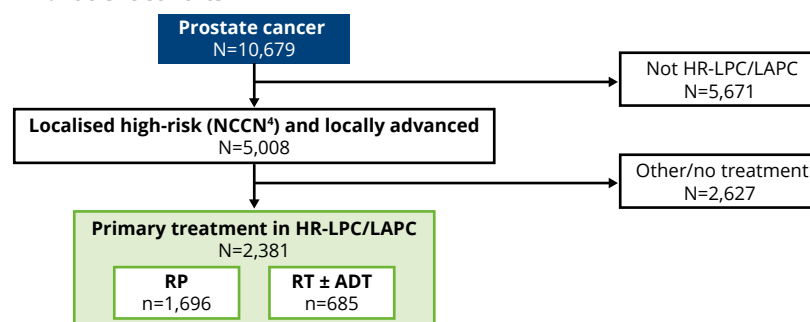 Prostate cancer
N=10,679
Not HR-LPC/LAPC
N=5,671
Localised high-risk (NCCN⁴) and locally advanced
N=5,008
Other/no treatment
N=2,627
Primary treatment in HR-LPC/LAPC
N=2,381
RP
n=1,696
RT ± ADT
n=685